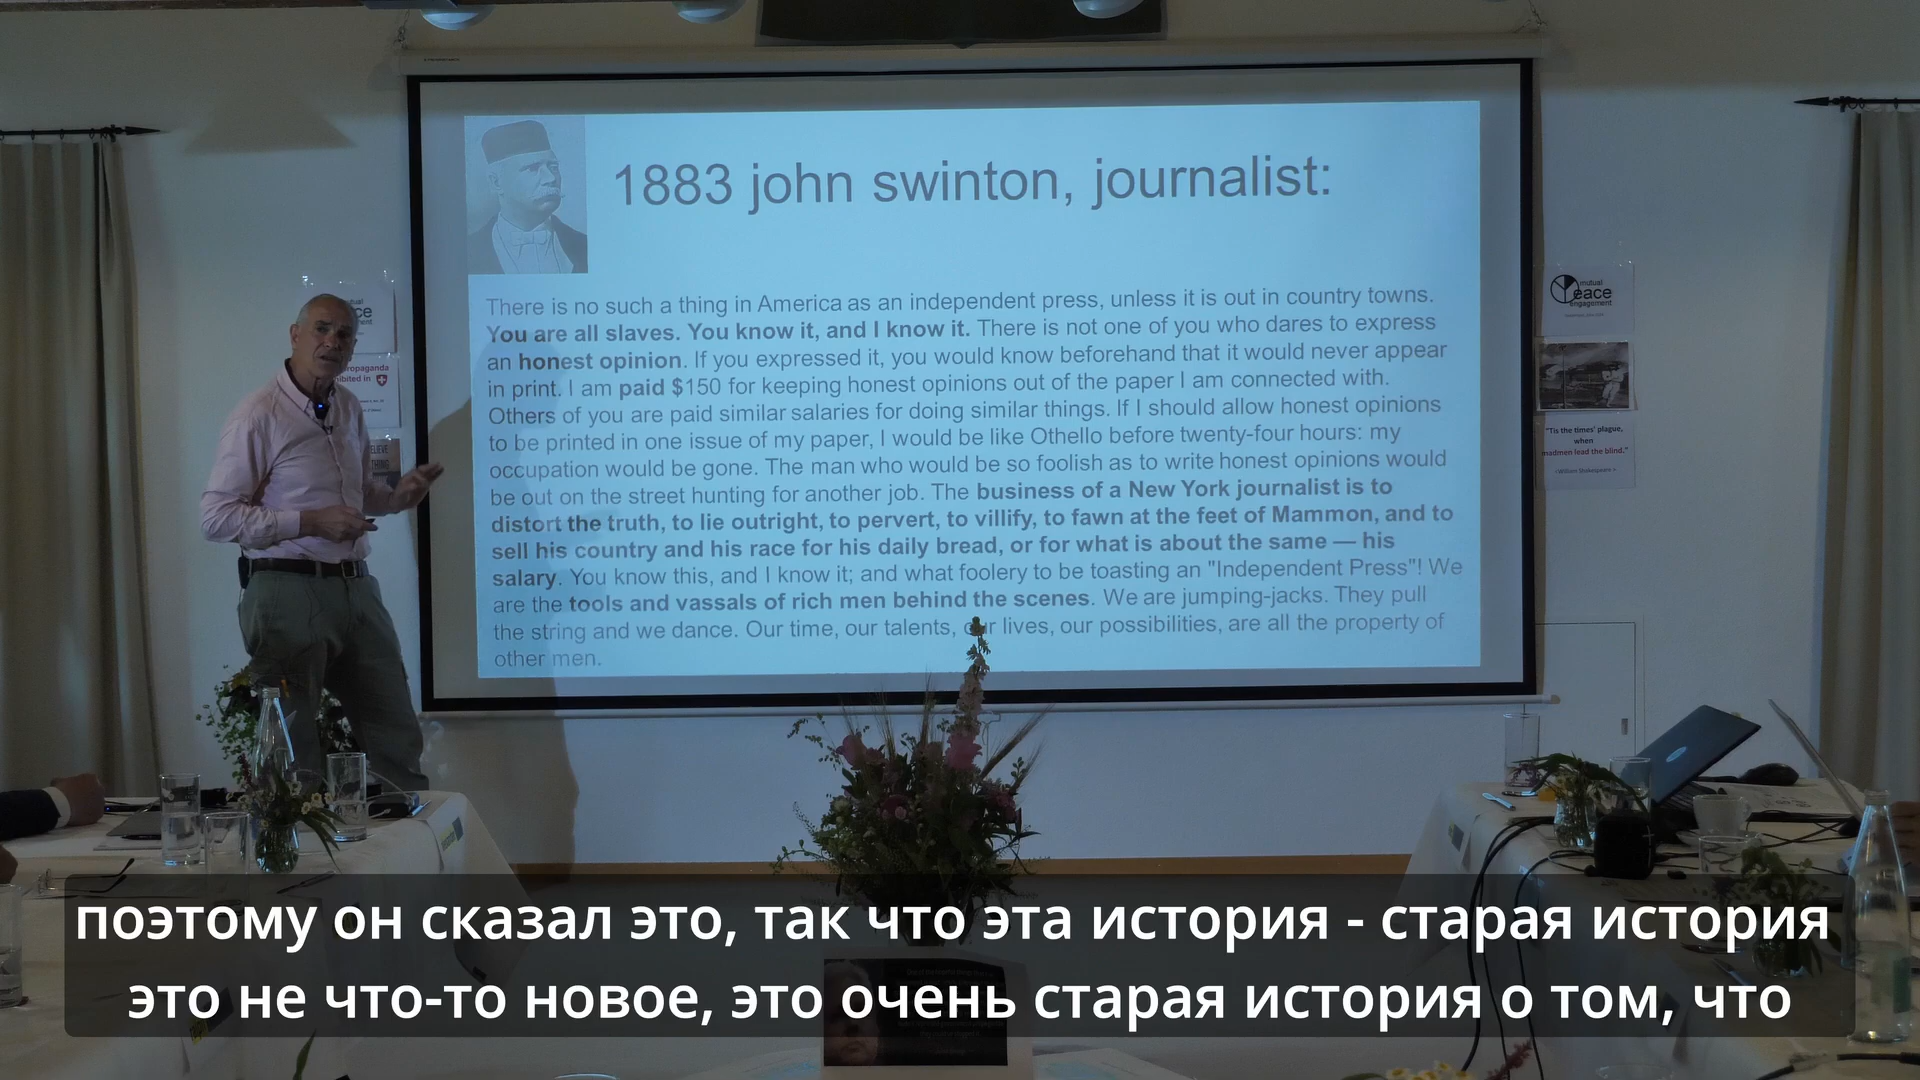 1883 john swinton, journalist:
There is no such a thing in America as an independent press, unless it is out in country towns.
You are all slaves. You know it, and I know it. There is not one of you who dares to express
an honest opinion. If you expressed it, you would know beforehand that it would never appear
in print. I am paid $150 for keeping honest opinions out of the paper I am connected with.
Others of you are paid similar salaries for doing similar things. If I should allow honest opinions
to be printed in one issue of my paper, I would be like Othello before twenty-four hours: my
occupation would be gone. The man who would be so foolish as to write honest opinions would
be out on the street hunting for another job. The business of a New York journalist is to
distort the truth, to lie outright, to pervert, to villify, to fawn at the feet of Mammon, and to
sell his country and his race for his daily bread, or for what is about the same — his
salary. You know this, and I know it; and what foolery to be toasting an "Independent Press"! We
are the tools and vassals of rich men behind the scenes. We are jumping-jacks. They pull
the string and we dance. Our time, our talents, our lives, our possibilities, are all the property of
other men.
mutual
eace
engagement
"'Tis the times' plague,
when
madmen lead the blind."
ropaganda
ibited in
ELIEVE
THING
поэтому он сказал это, так что эта история - старая история
это не что-то новое, это очень старая история о том, что